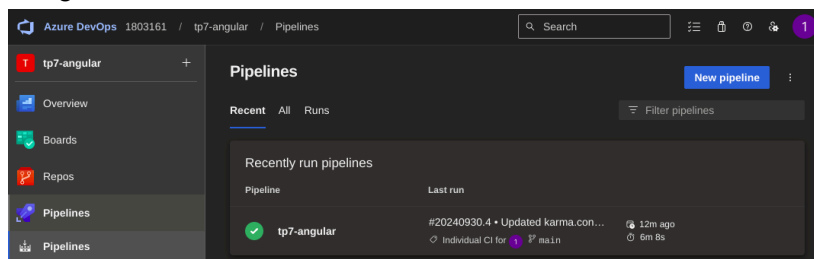 Azure DevOps 1803161 / tp7-angular / Pipelines Search 1
T tp7-angular +
Pipelines New pipeline
Overview
Recent All Runs Filter pipelines
Boards
Recently run pipelines
Repos
Pipeline Last run
Pipelines
tp7-angular #20240930.4 • Updated karma.con... 12m ago
Individual CI for 1 main 6m 8s
Pipelines